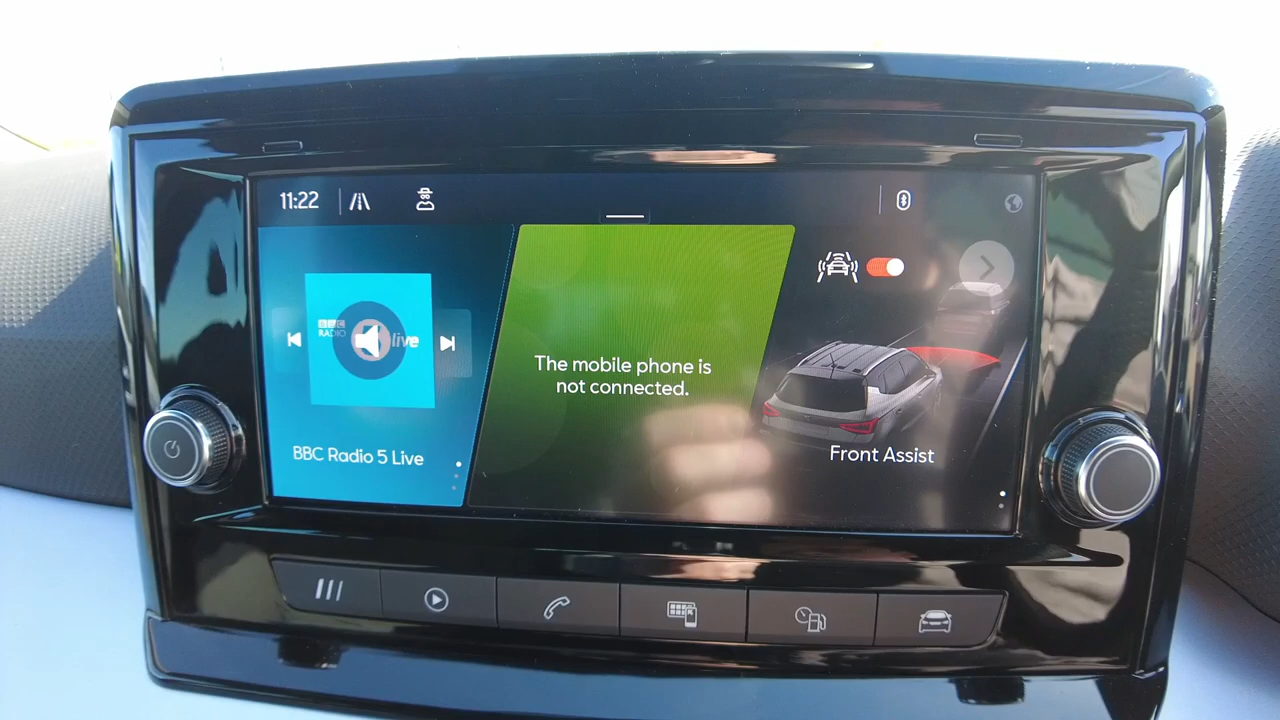 11:22
BBC
RADIO
live
BBC Radio 5 Live
The mobile phone is
not connected.
Front Assist